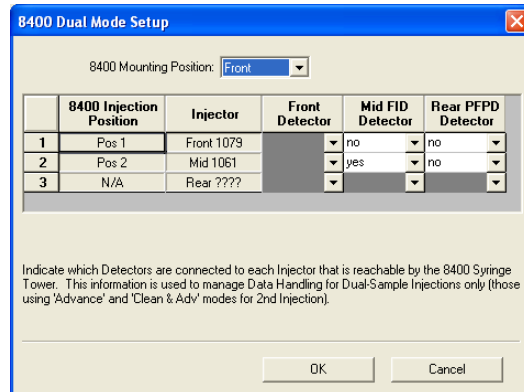 8400 Dual Mode Setup
8400 Mounting Position: Front
8400 Injection Position Injector Front Detector Mid FID Detector Rear PFPD Detector
1 Pos 1 Front 1079 no no
2 Pos 2 Mid 1061 yes no
3 N/A Rear ????
Indicate which Detectors are connected to each Injector that is reachable by the 8400 Syringe
Tower. This information is used to manage Data Handling for Dual-Sample Injections only (those
using 'Advance' and 'Clean & Adv' modes for 2nd Injection).
OK Cancel